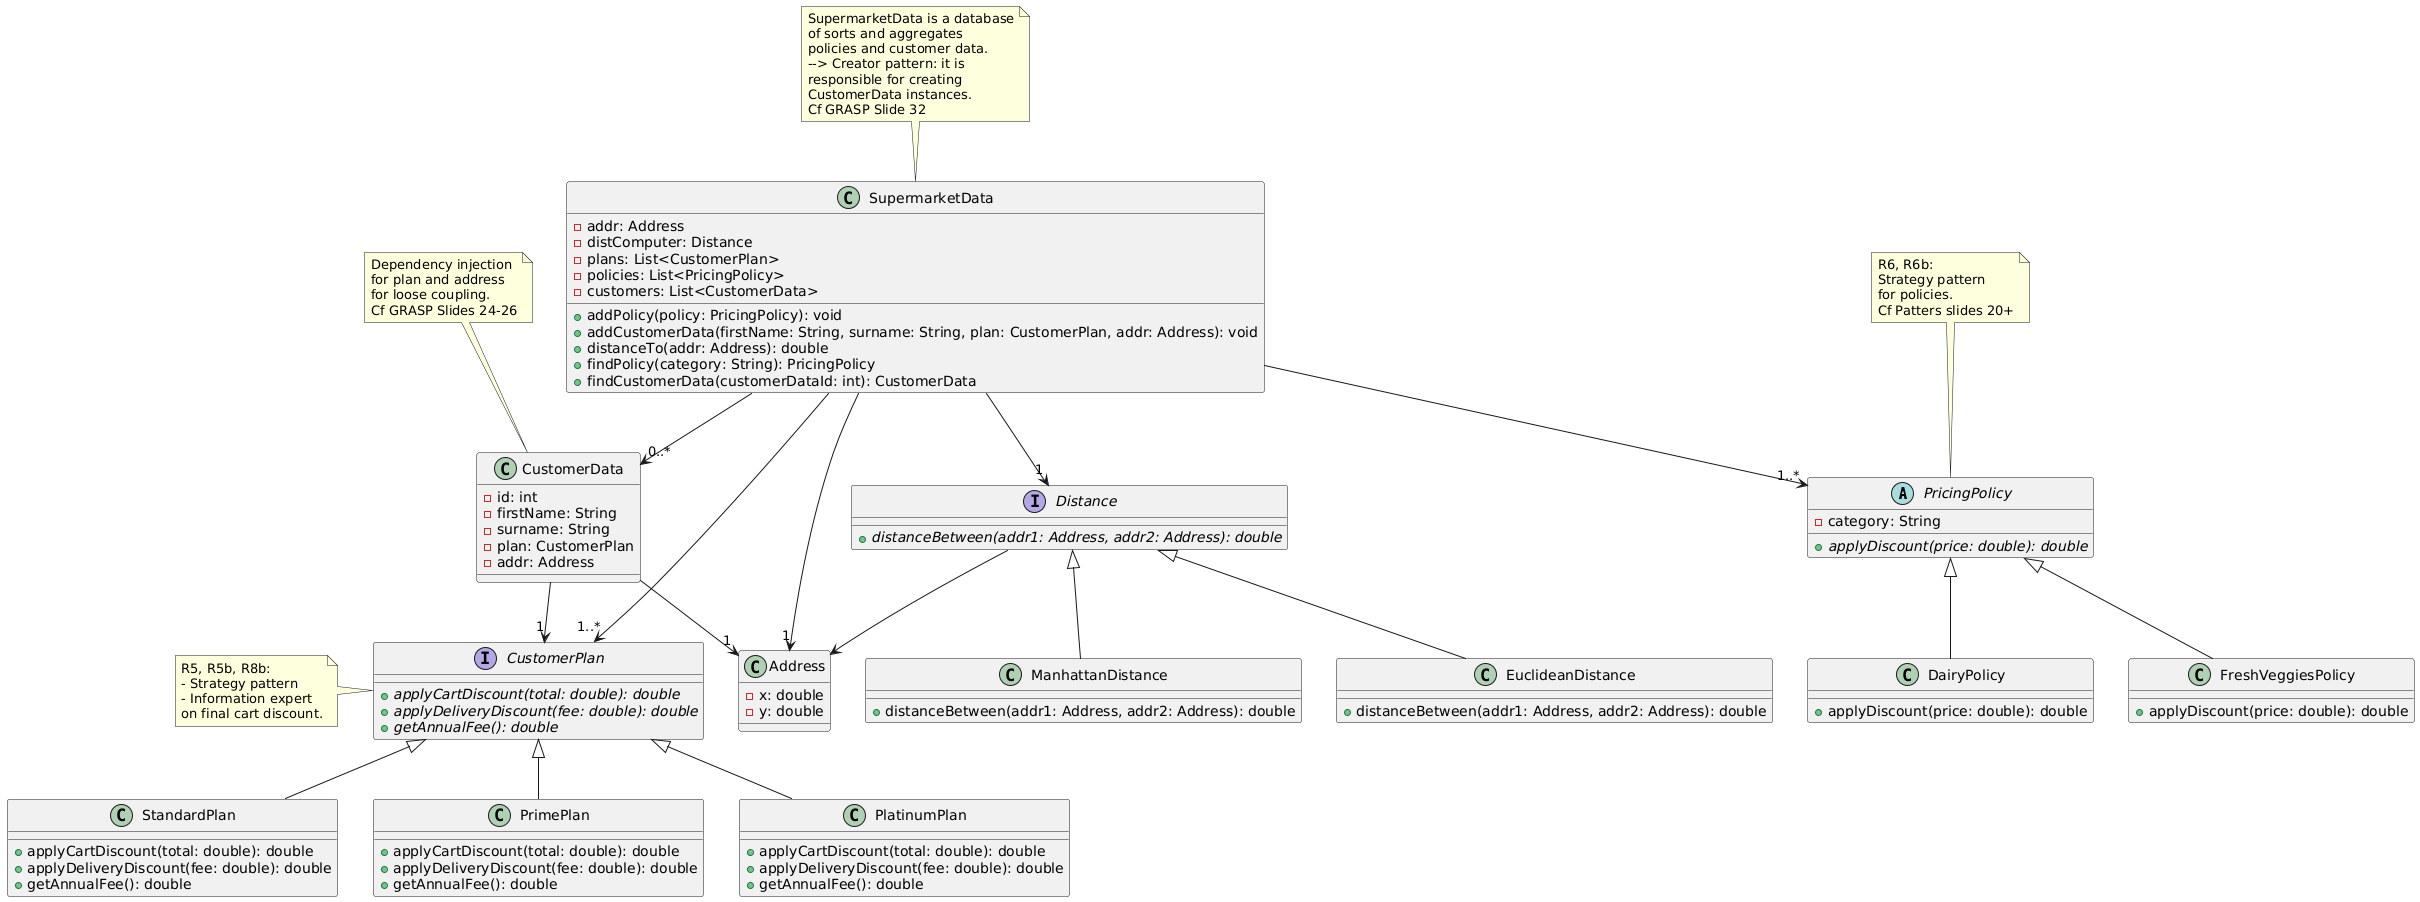 SupermarketData is a database
of sorts and aggregates
policies and customer data.
--> Creator pattern: it is
responsible for creating
CustomerData instances.
Cf GRASP Slide 32
C SupermarketData
addr: Address
distComputer: Distance
plans: List<CustomerPlan>
policies: List<PricingPolicy>
customers: List<CustomerData>
addPolicy(policy: PricingPolicy): void
addCustomerData(firstName: String, surname: String, plan: CustomerPlan, addr: Address): void
distanceTo(addr: Address): double
findPolicy(category: String): PricingPolicy
findCustomerData(customerDataId: int): CustomerData
Dependency injection
for plan and address
for loose coupling.
Cf GRASP Slides 24-26
R6, R6b:
Strategy pattern
for policies.
Cf Patters slides 20+
0..*
1
1..*
C CustomerData
id: int
firstName: String
surname: String
plan: CustomerPlan
addr: Address
I Distance
distanceBetween(addr1: Address, addr2: Address): double
A PricingPolicy
category: String
applyDiscount(price: double): double
1
1..*
1
1
R5, R5b, R8b:
- Strategy pattern
- Information expert
on final cart discount.
I CustomerPlan
applyCartDiscount(total: double): double
applyDeliveryDiscount(fee: double): double
getAnnualFee(): double
C Address
x: double
y: double
C ManhattanDistance
distanceBetween(addr1: Address, addr2: Address): double
C EuclideanDistance
distanceBetween(addr1: Address, addr2: Address): double
C DairyPolicy
applyDiscount(price: double): double
C FreshVeggiesPolicy
applyDiscount(price: double): double
C StandardPlan
applyCartDiscount(total: double): double
applyDeliveryDiscount(fee: double): double
getAnnualFee(): double
C PrimePlan
applyCartDiscount(total: double): double
applyDeliveryDiscount(fee: double): double
getAnnualFee(): double
C PlatinumPlan
applyCartDiscount(total: double): double
applyDeliveryDiscount(fee: double): double
getAnnualFee(): double